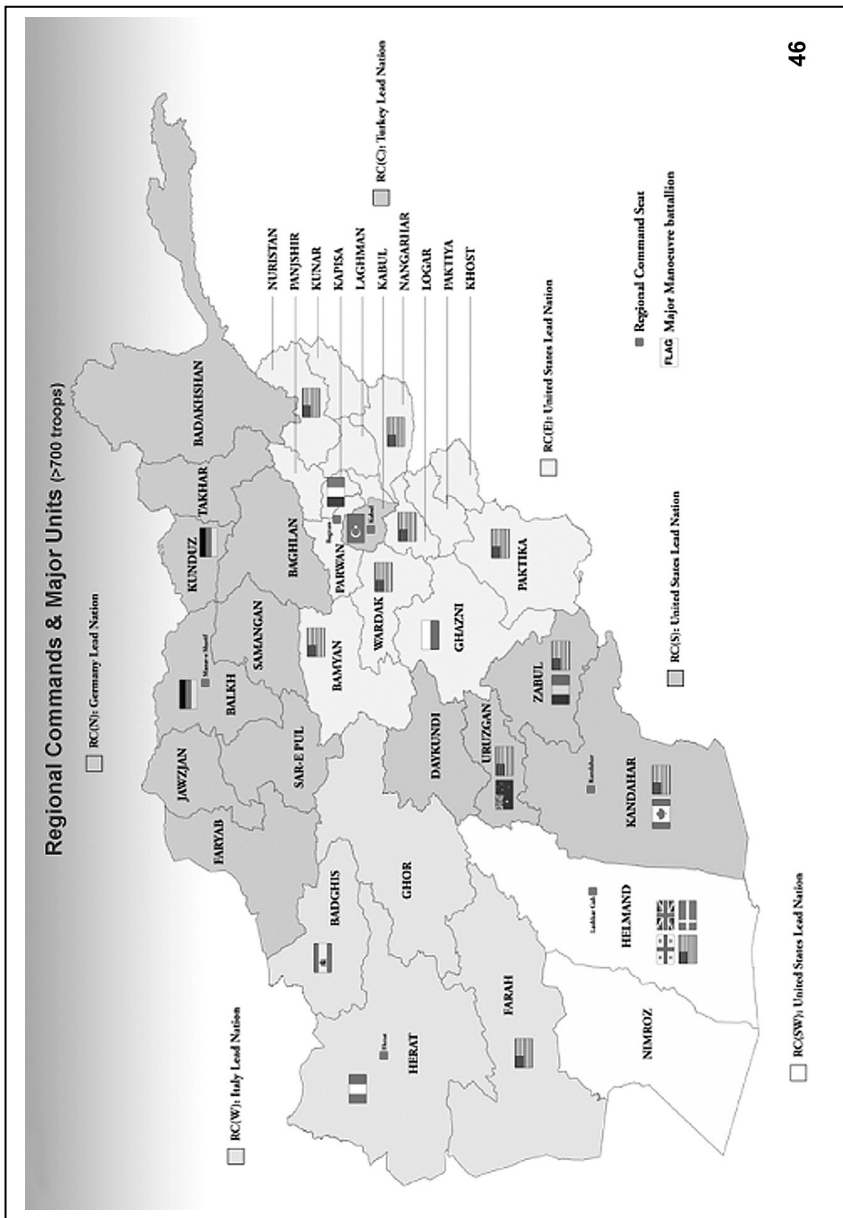 Regional Commands & Major Units (>700 troops)
RC(N): Germany Lead Nation
RC(W): Italy Lead Nation
RC(C): Turkey Lead Nation
RC(E): United States Lead Nation
RC(S): United States Lead Nation
RC(SW): United States Lead Nation
BADAKHSHAN
TAKHAR
KUNDUZ
BAGHLAN
Mazar-e-Sharif
BALKH
SAMANGAN
JAWZJAN
SAR-E PUL
FARYAB
BADGHIS
GHOR
Herat
HERAT
FARAH
NIMROZ
Lashkar Gah
HELMAND
Kandahar
KANDAHAR
DAYKUNDI
URUZGAN
ZABUL
BAMYAN
WARDAK
GHAZNI
PAKTIKA
PARWAN
Bagram
Kabul
NURISTAN
PANJSHIR
KUNAR
KAPISA
LAGHMAN
KABUL
NANGARHAR
LOGAR
PAKTIYA
KHOST
Regional Command Seat
FLAG Major Manoeuvre battallion
46